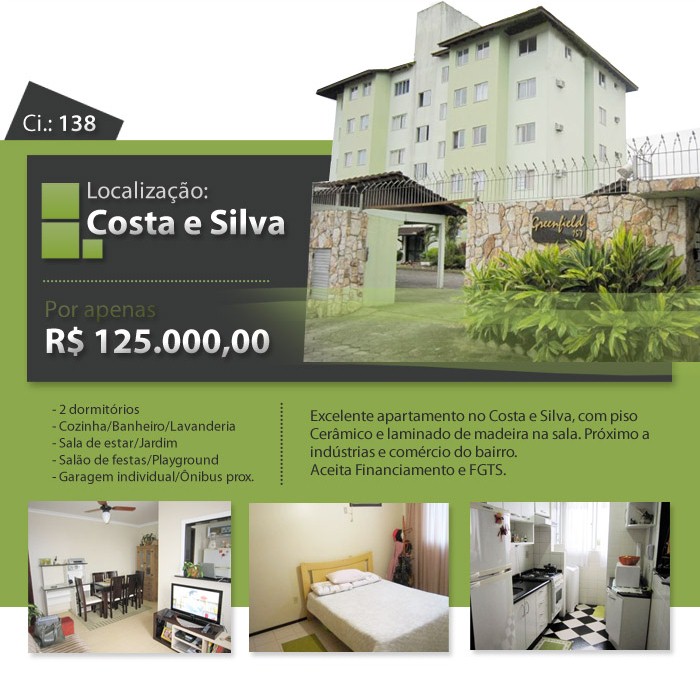 Ci.: 138
Localização:
Costa e Silva
Greenfield
157
Por apenas
R$ 125.000,00
- 2 dormitórios
- Cozinha/Banheiro/Lavanderia
- Sala de estar/Jardim
- Salão de festas/Playground
- Garagem individual/Ônibus prox.
Excelente apartamento no Costa e Silva, com piso
Cerâmico e laminado de madeira na sala. Próximo a
indústrias e comércio do bairro.
Aceita Financiamento e FGTS.